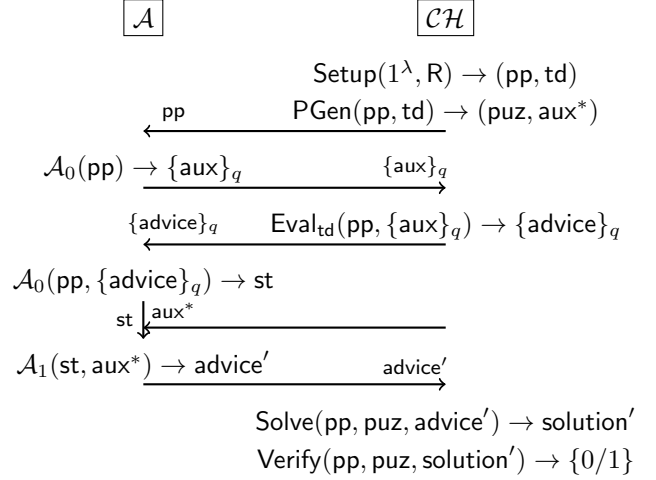 𝒜 𝒞ℋ
Setup(1^λ, R) → (pp, td)
pp PGen(pp, td) → (puz, aux*)
𝒜₀(pp) → {aux}_q {aux}_q
{advice}_q Eval_td(pp, {aux}_q) → {advice}_q
𝒜₀(pp, {advice}_q) → st
st aux*
𝒜₁(st, aux*) → advice′ advice′
Solve(pp, puz, advice′) → solution′
Verify(pp, puz, solution′) → {0/1}